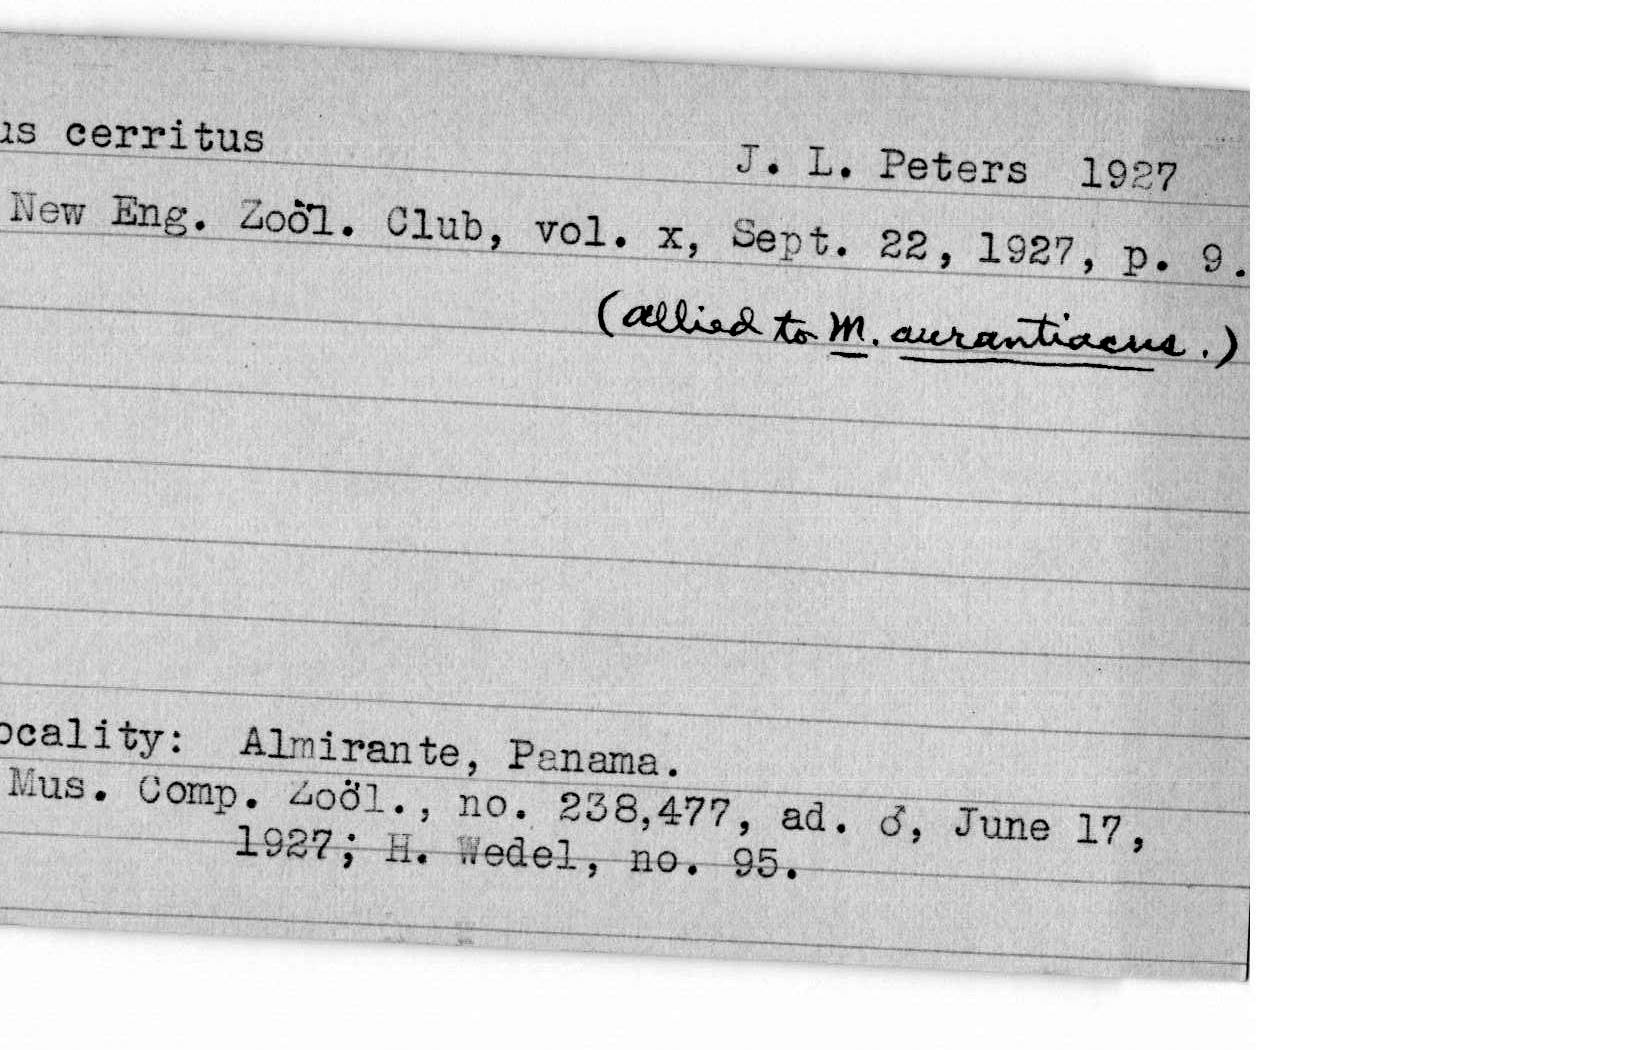 us cerritus
J. L. Peters 1927
New Eng. Zoöl. Club, vol. x, Sept. 22, 1927, p. 9.
(allied to M. aurantiacus.)
ocality: Almirante, Panama.
Mus. Comp. Zoöl., no. 238,477, ad. ♂, June 17,
1927; H. Wedel, no. 95.